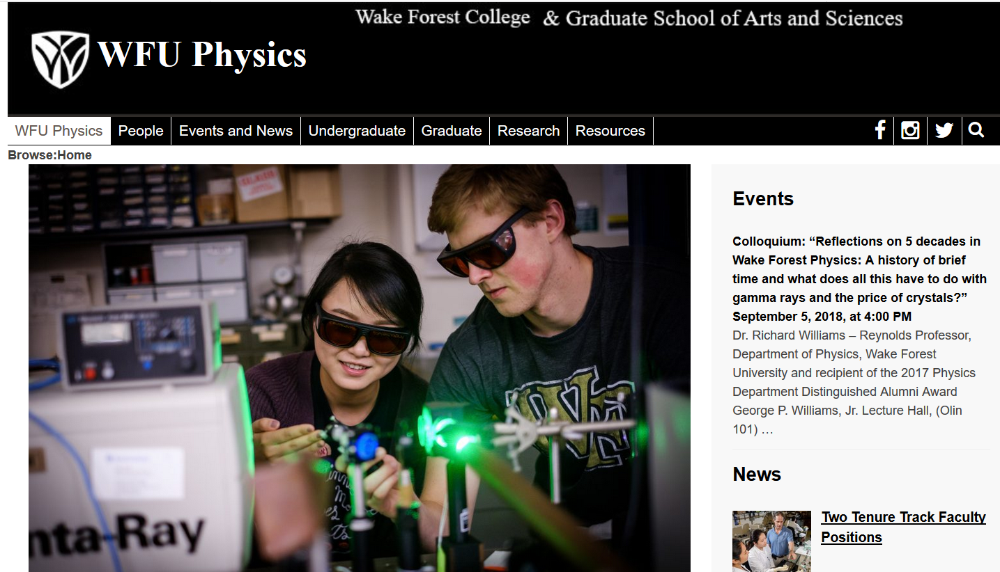 Wake Forest College & Graduate School of Arts and Sciences
WFU Physics
WFU Physics People Events and News Undergraduate Graduate Research Resources
Browse:Home
nta-Ray
Events
Colloquium: “Reflections on 5 decades in
Wake Forest Physics: A history of brief
time and what does all this have to do with
gamma rays and the price of crystals?”
September 5, 2018, at 4:00 PM
Dr. Richard Williams – Reynolds Professor,
Department of Physics, Wake Forest
University and recipient of the 2017 Physics
Department Distinguished Alumni Award
George P. Williams, Jr. Lecture Hall, (Olin
101) …
News
Two Tenure Track Faculty
Positions